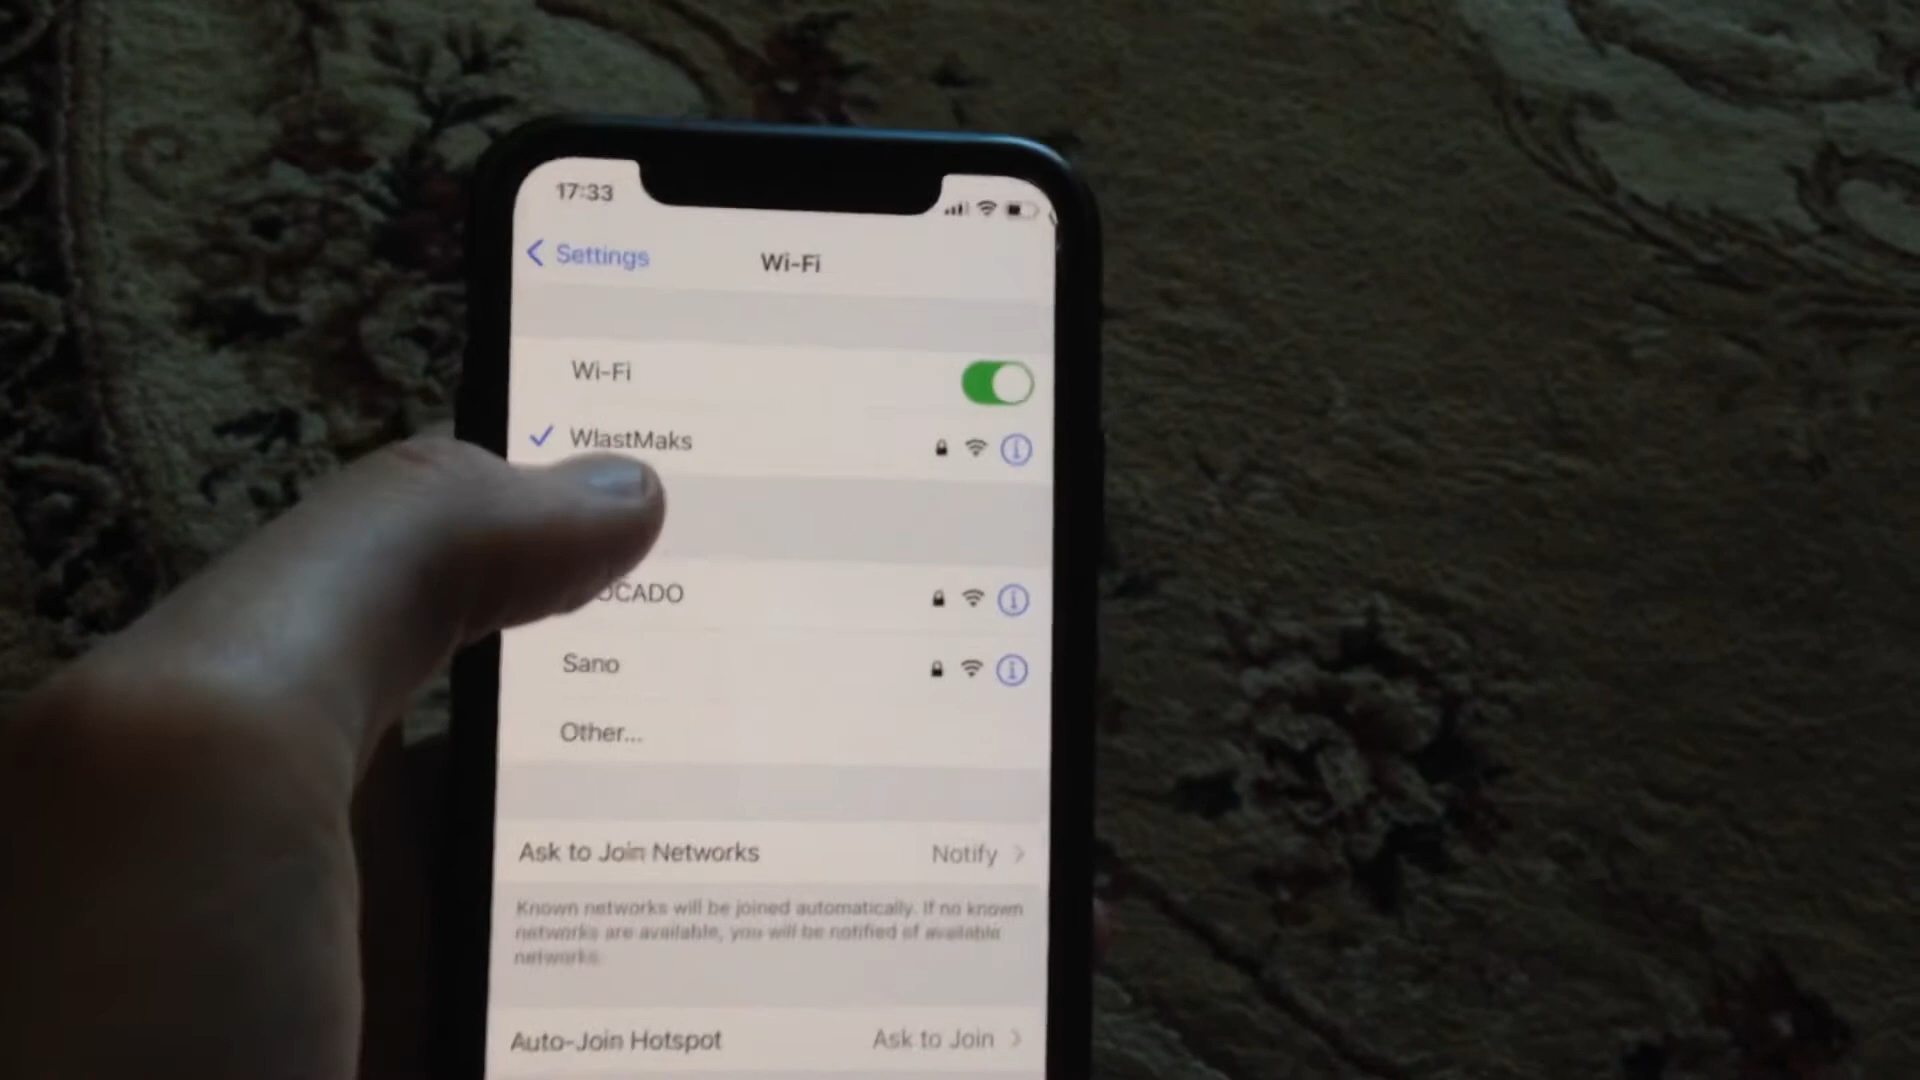 17:33
Settings
Wi-Fi
Wi-Fi
WlastMaks
OCADO
Sano
Other...
Ask to Join Networks
Notify
Known networks will be joined automatically. If no known
networks are available, you will be notified of available
networks.
Auto-Join Hotspot
Ask to Join